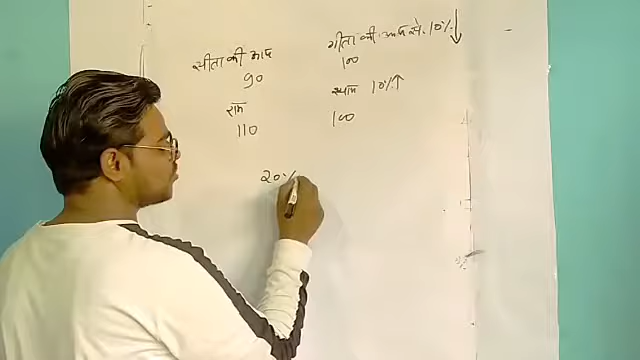 सीता की आय गीता की आय से 10% ↓
90 100
राम श्याम 10% ↑
110 100
20%